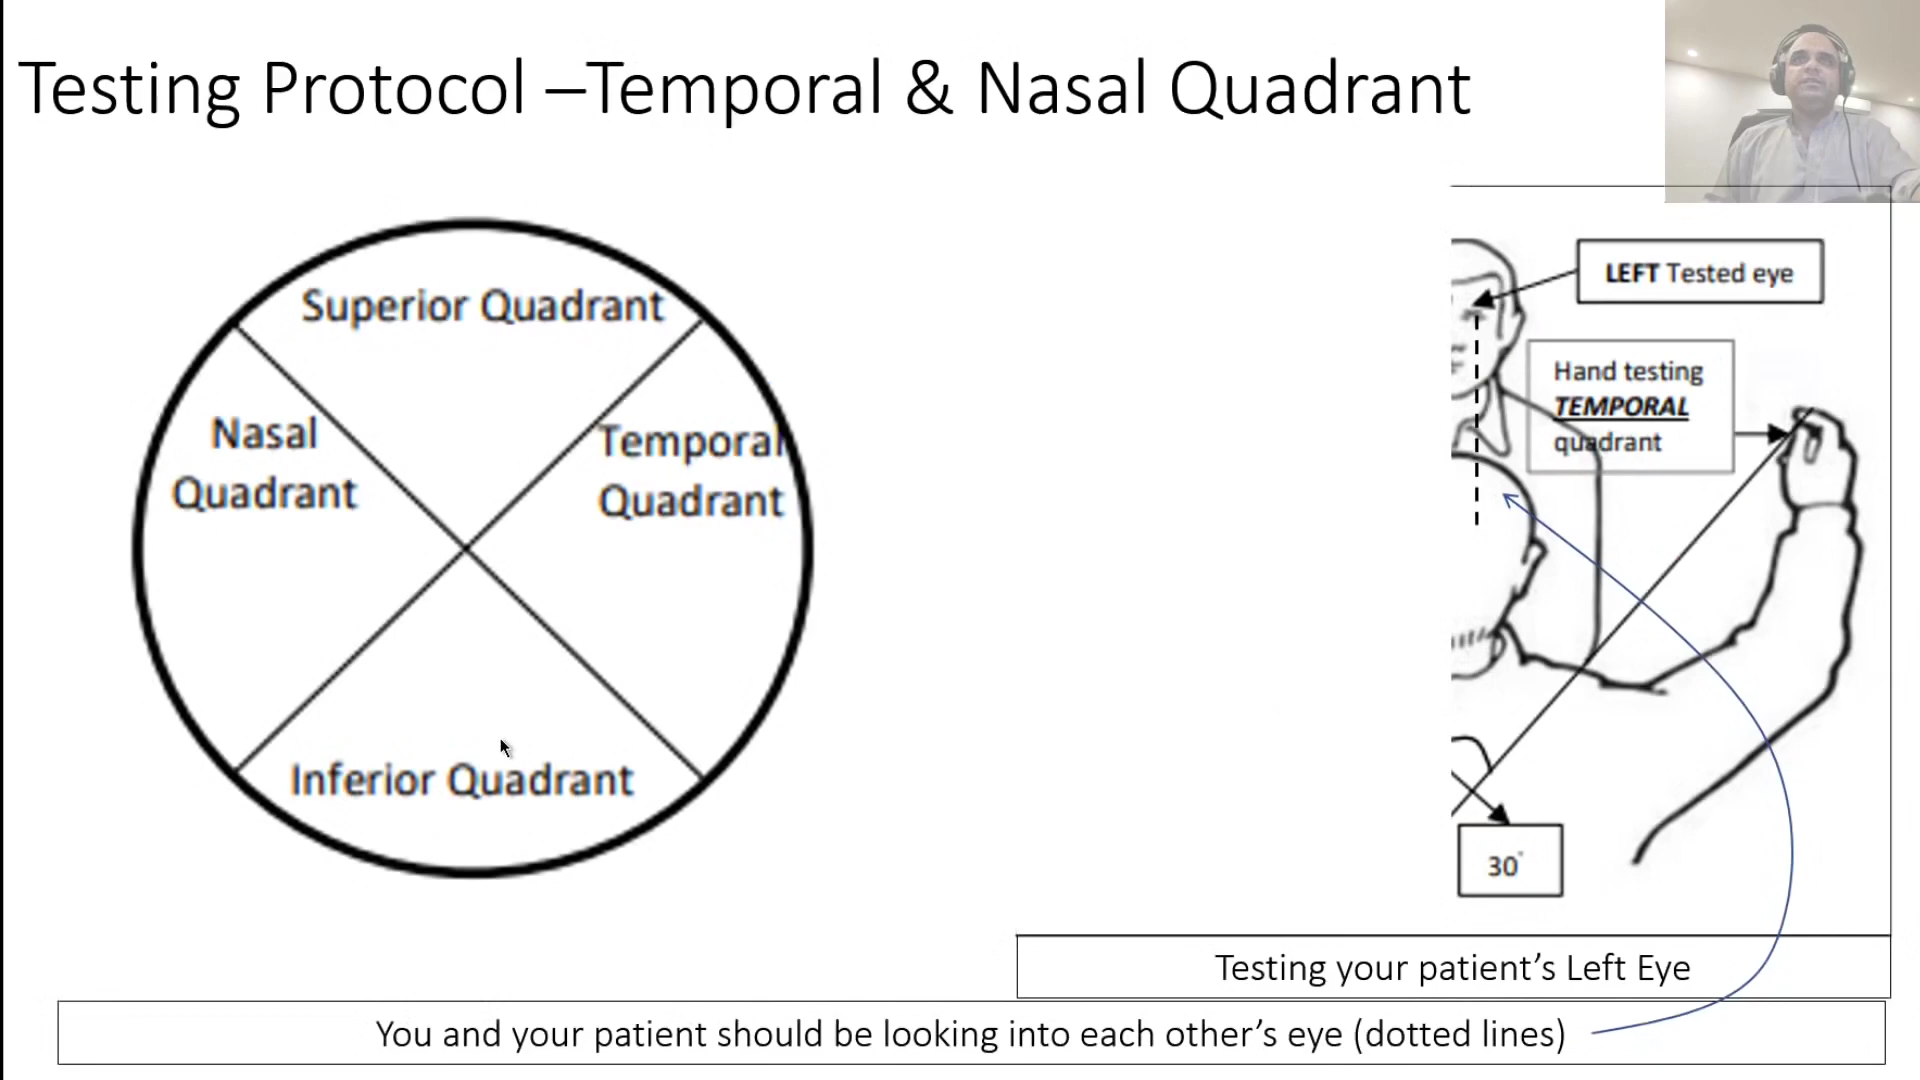 Testing Protocol –Temporal & Nasal Quadrant
Superior Quadrant
Nasal
Quadrant
Temporal
Quadrant
Inferior Quadrant
LEFT Tested eye
Hand testing
TEMPORAL
quadrant
30°
Testing your patient’s Left Eye
You and your patient should be looking into each other’s eye (dotted lines)